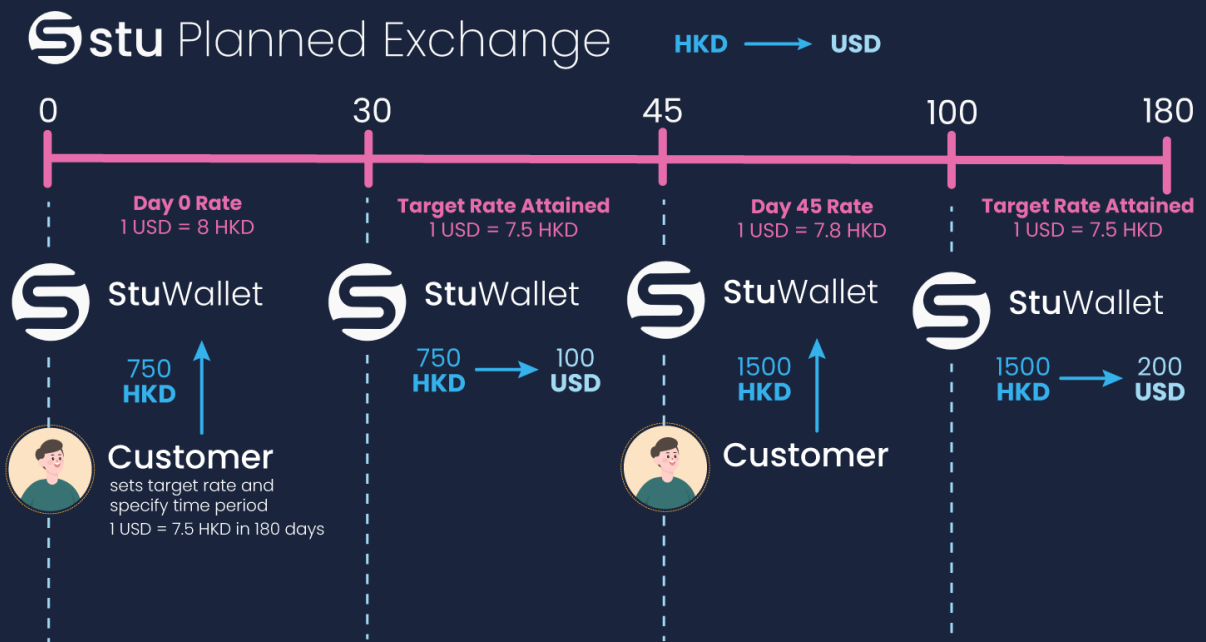 stu Planned Exchange
HKD USD
0 30 45 100 180
Day 0 Rate
1 USD = 8 HKD
Target Rate Attained
1 USD = 7.5 HKD
Day 45 Rate
1 USD = 7.8 HKD
Target Rate Attained
1 USD = 7.5 HKD
StuWallet
StuWallet
StuWallet
StuWallet
750
HKD
750
HKD
100
USD
1500
HKD
1500
HKD
200
USD
Customer
sets target rate and
specify time period
1 USD = 7.5 HKD in 180 days
Customer